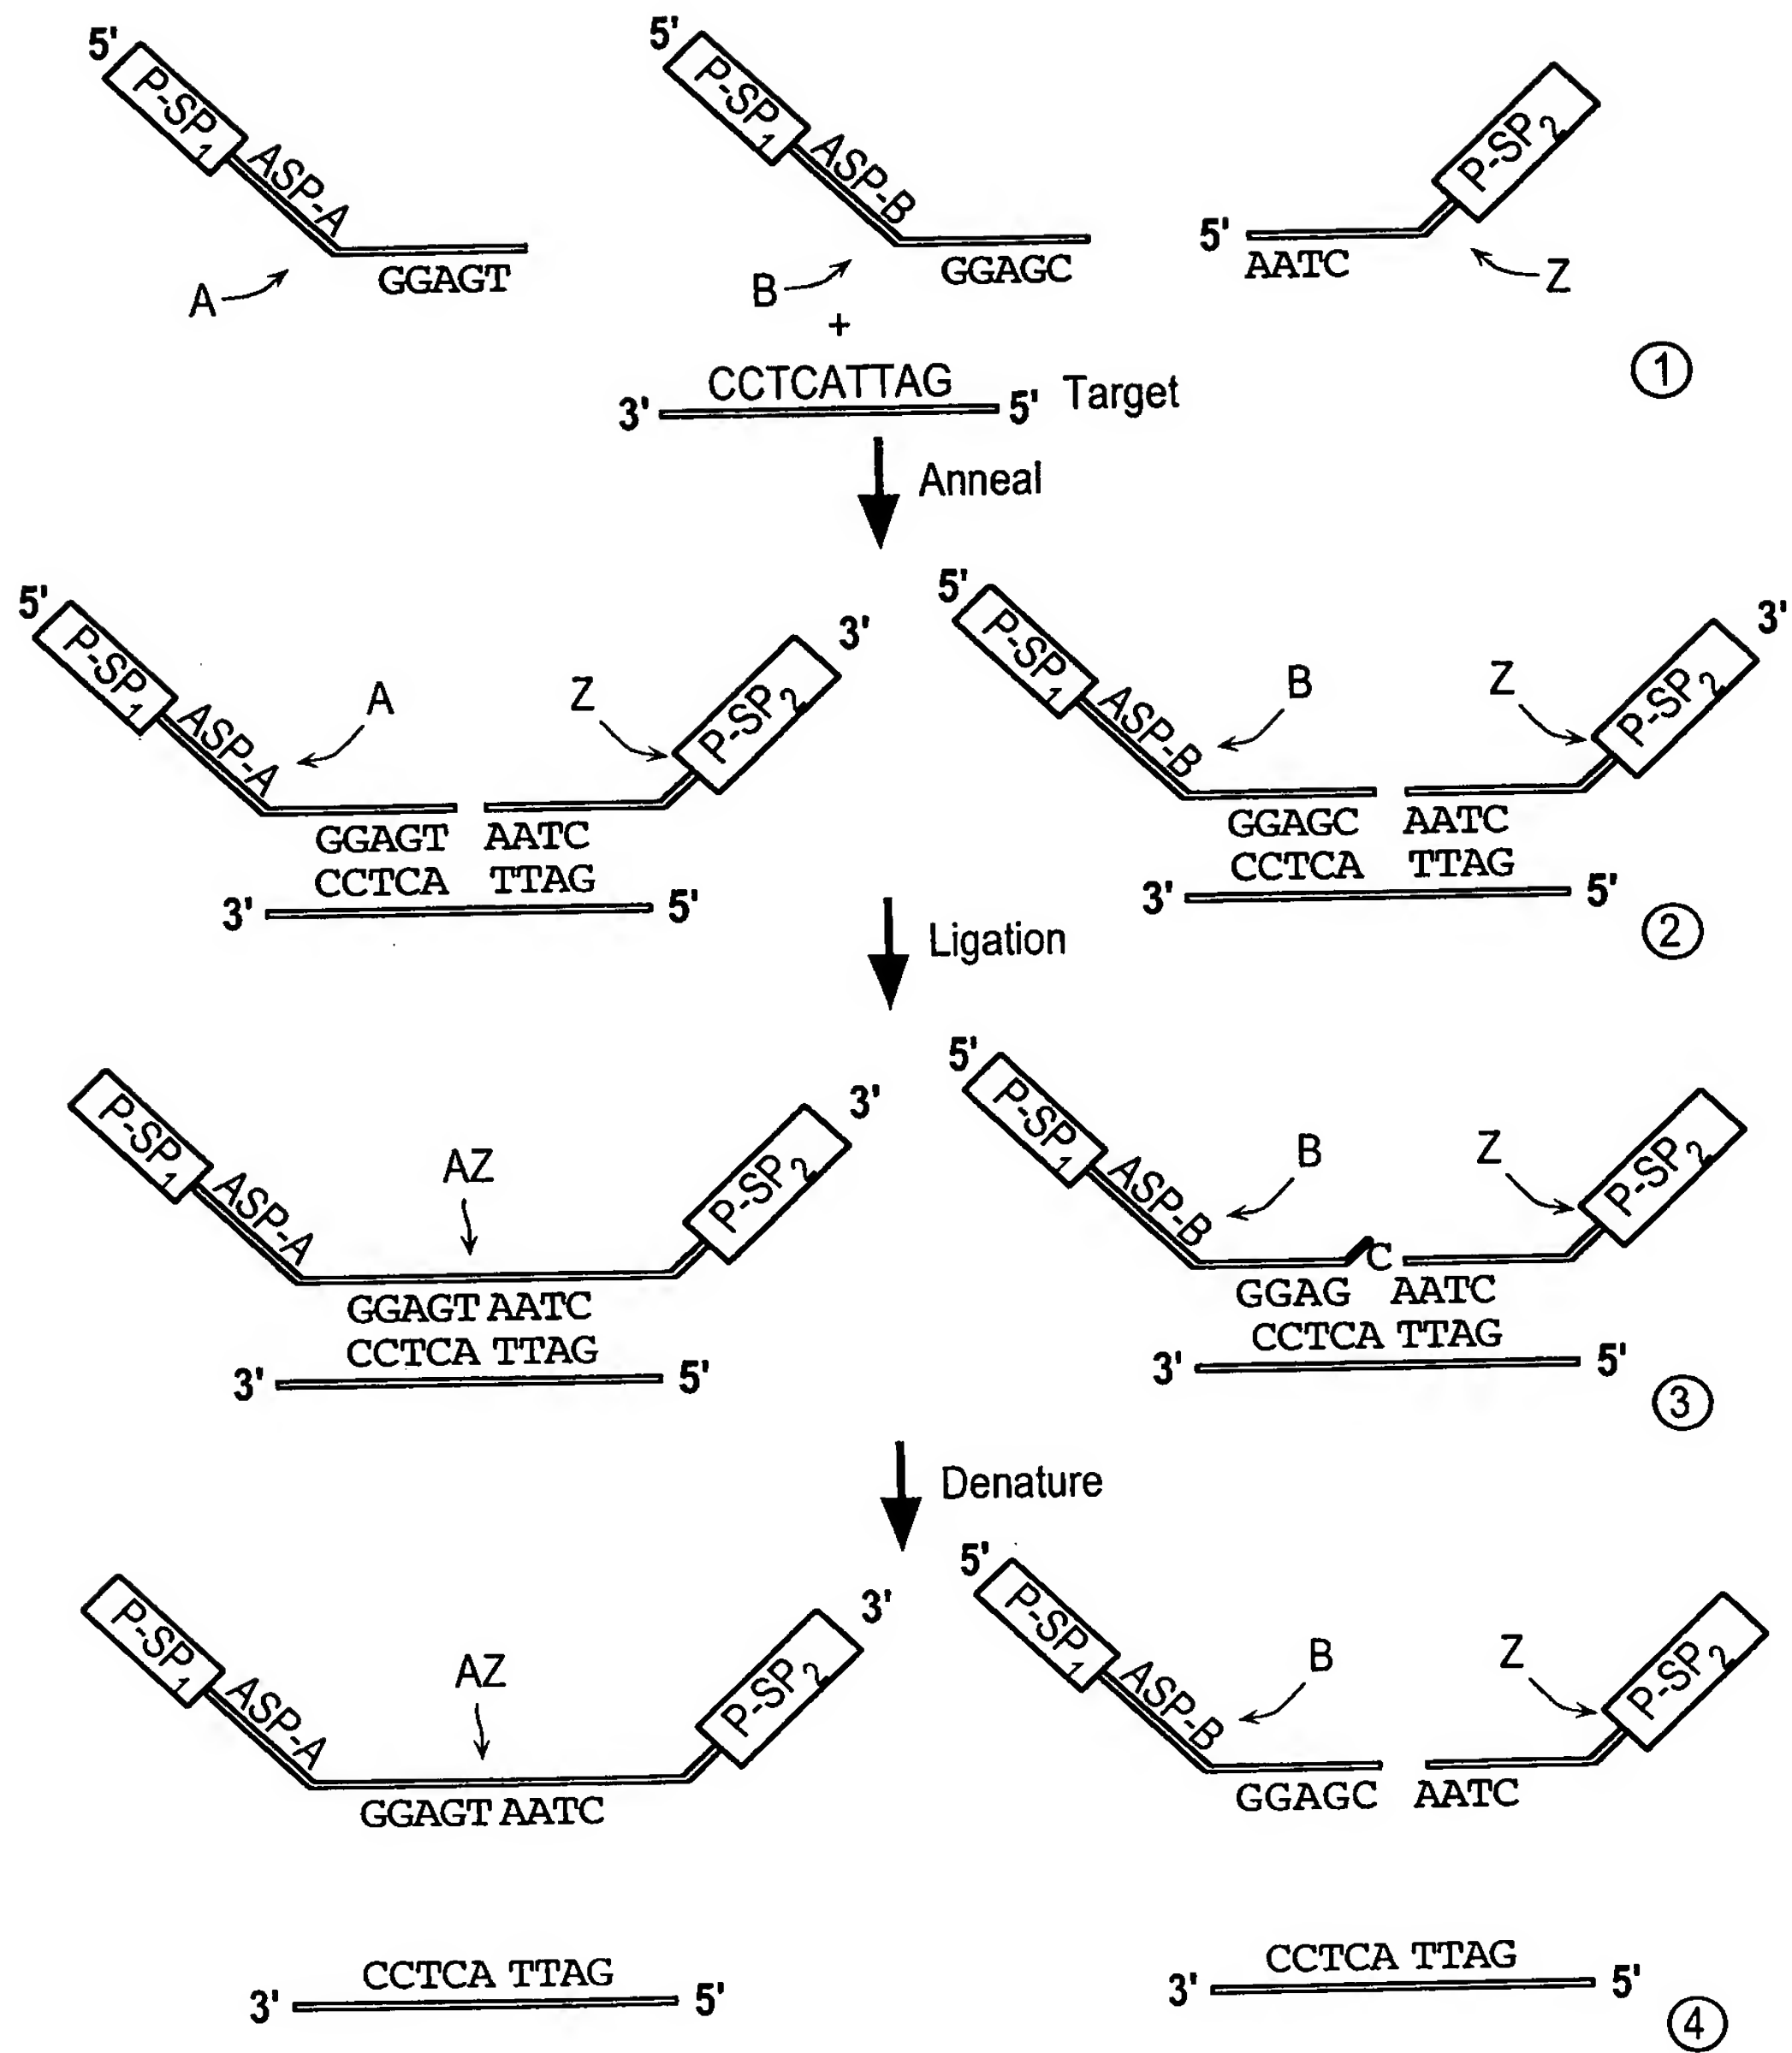 5' 5'
P-SP1 P-SP1 P-SP2
ASP-A ASP-B
5'
GGAGT GGAGC AATC
A B Z
+
CCTCATTAG
3' 5' Target
1
Anneal
5' 5' 3' 3'
P-SP1 P-SP2 P-SP1 P-SP2
A Z B Z
ASP-A ASP-B
GGAGT AATC GGAGC AATC
CCTCA TTAG CCTCA TTAG
3' 5' 3' 5'
2
Ligation
5' 3'
P-SP1 P-SP2 P-SP1 P-SP2
AZ B Z
ASP-A ASP-B
C
GGAGT AATC GGAG AATC
CCTCA TTAG CCTCA TTAG
3' 5' 3' 5'
3
Denature
5' 3'
P-SP1 P-SP2 P-SP1 P-SP2
AZ B Z
ASP-A ASP-B
GGAGT AATC GGAGC AATC
CCTCA TTAG CCTCA TTAG
3' 5' 3' 5'
4